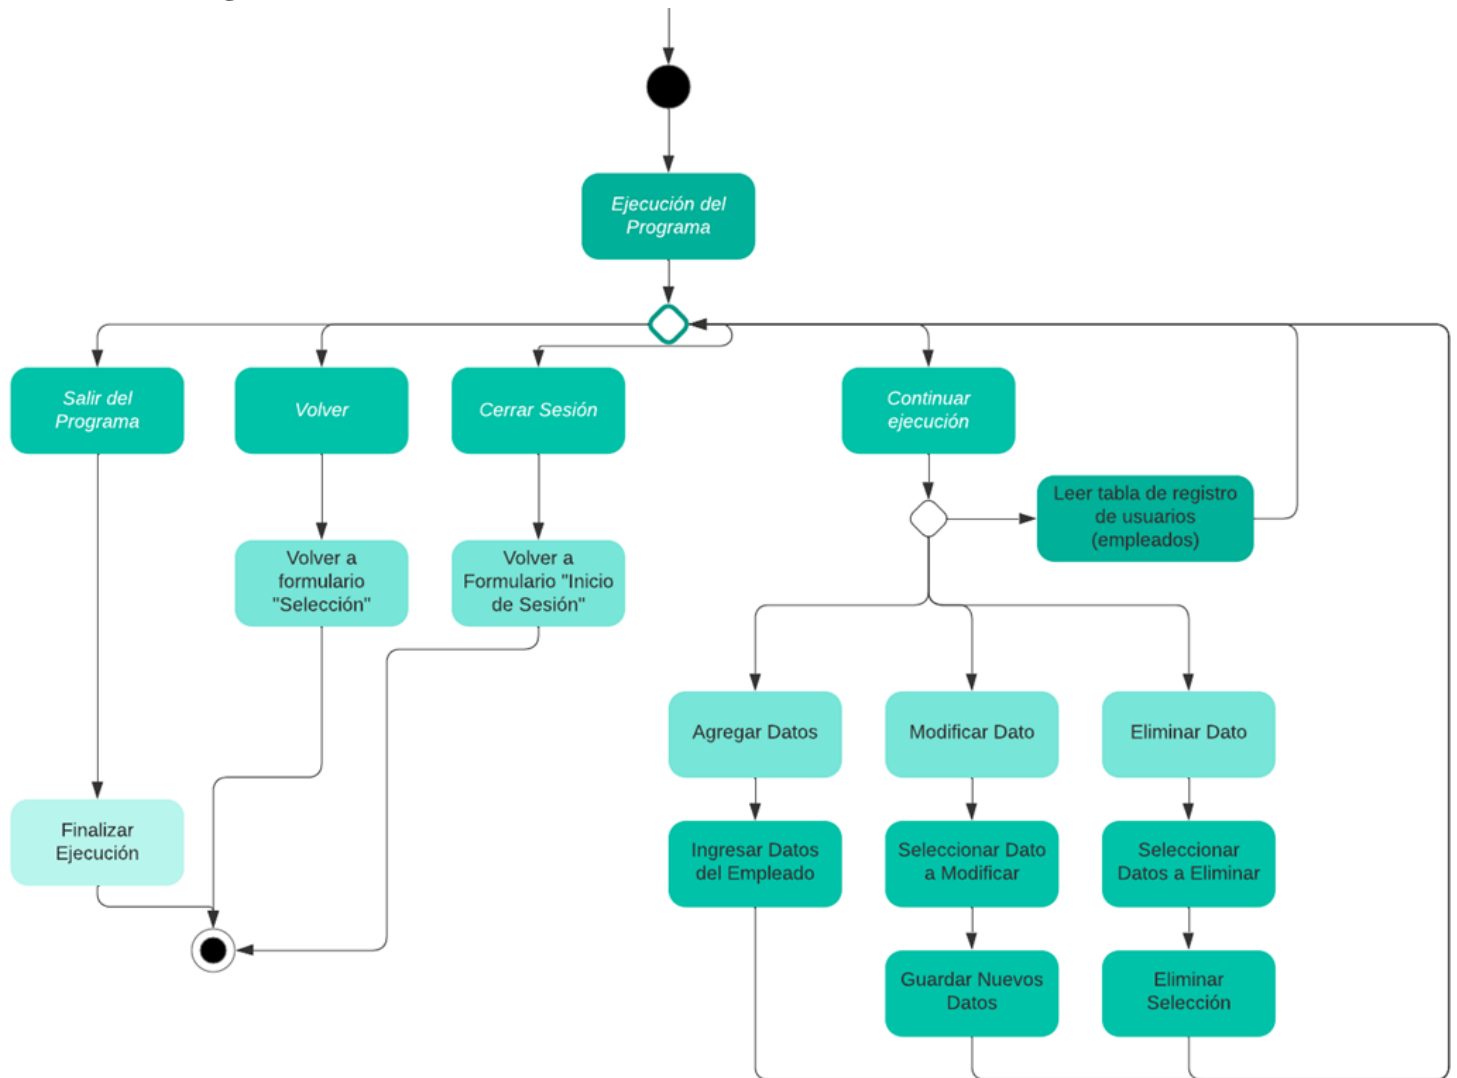 Ejecución del
Programa
Salir del
Programa
Volver
Cerrar Sesión
Continuar
ejecución
Leer tabla de registro
de usuarios
(empleados)
Volver a
formulario
"Selección"
Volver a
Formulario "Inicio
de Sesión"
Agregar Datos
Modificar Dato
Eliminar Dato
Finalizar
Ejecución
Ingresar Datos
del Empleado
Seleccionar Dato
a Modificar
Seleccionar
Datos a Eliminar
Guardar Nuevos
Datos
Eliminar
Selección